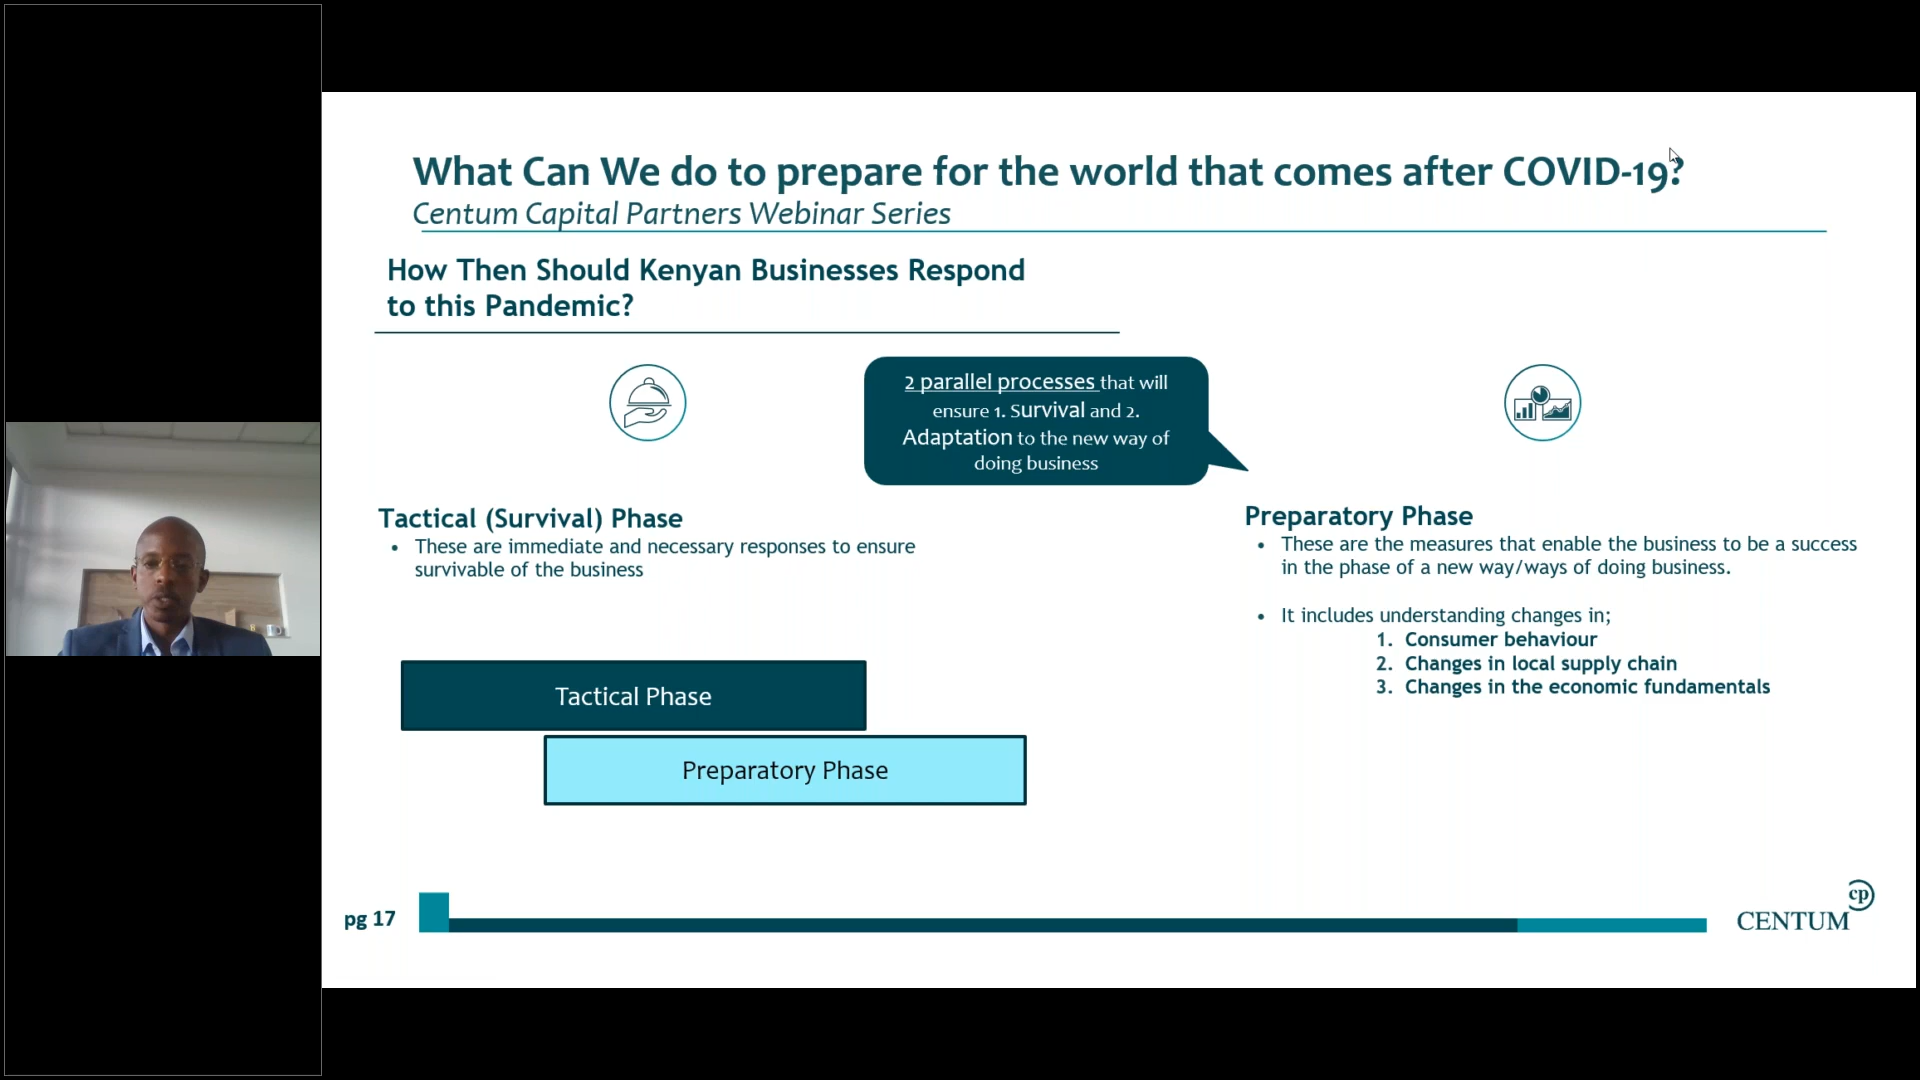 What Can We do to prepare for the world that comes after COVID-19?
Centum Capital Partners Webinar Series
How Then Should Kenyan Businesses Respond
to this Pandemic?
2 parallel processes that will
ensure 1. Survival and 2.
Adaptation to the new way of
doing business
Tactical (Survival) Phase
• These are immediate and necessary responses to ensure
survivable of the business
Tactical Phase
Preparatory Phase
Preparatory Phase
• These are the measures that enable the business to be a success
in the phase of a new way/ways of doing business.
• It includes understanding changes in;
1. Consumer behaviour
2. Changes in local supply chain
3. Changes in the economic fundamentals
pg 17
cp
CENTUM